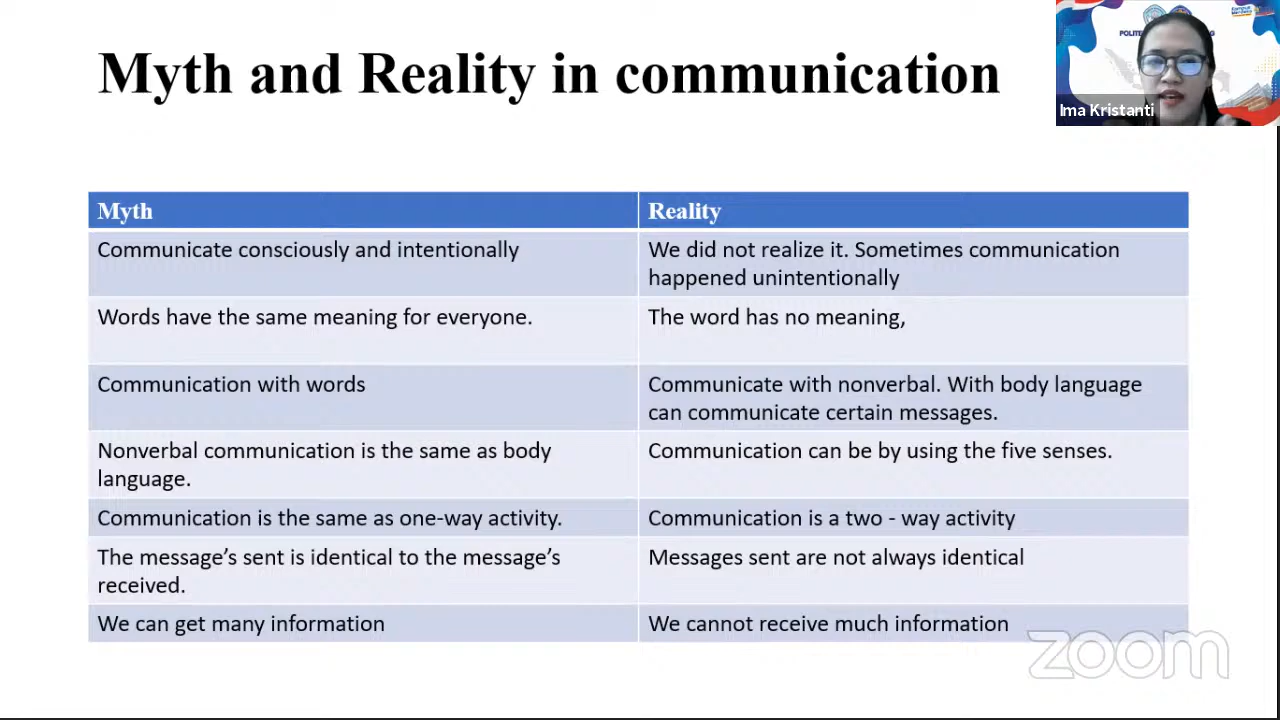 Myth and Reality in communication
Ima Kristanti
Myth
Reality
Communicate consciously and intentionally
We did not realize it. Sometimes communication
happened unintentionally
Words have the same meaning for everyone.
The word has no meaning,
Communication with words
Communicate with nonverbal. With body language
can communicate certain messages.
Nonverbal communication is the same as body
language.
Communication can be by using the five senses.
Communication is the same as one-way activity.
Communication is a two - way activity
The message’s sent is identical to the message’s
received.
Messages sent are not always identical
We can get many information
We cannot receive much information
zoom